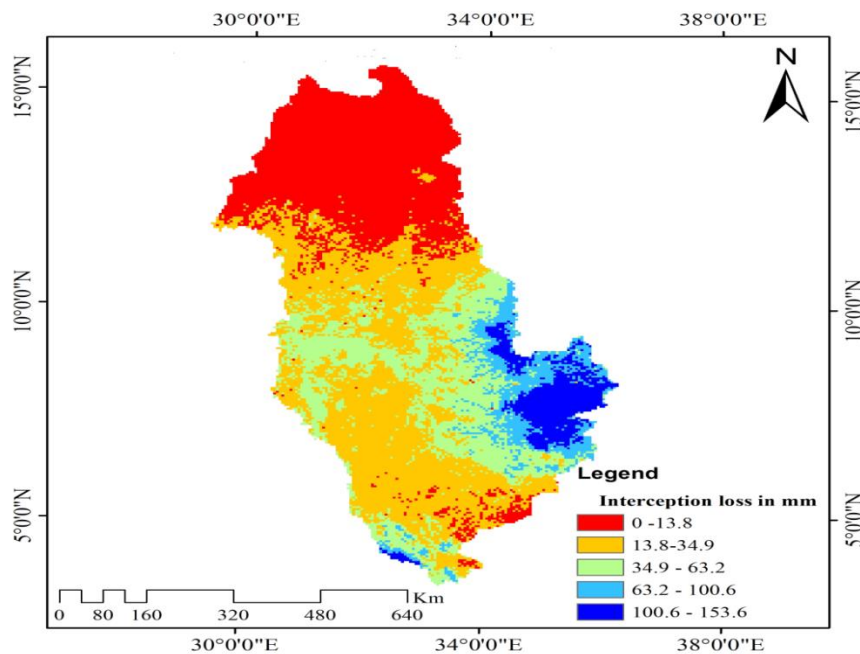 30°0'0"E 34°0'0"E 38°0'0"E
N
15°0'0"N 15°0'0"N
10°0'0"N 10°0'0"N
5°0'0"N 5°0'0"N
Legend
Interception loss in mm
0 -13.8
13.8-34.9
34.9 - 63.2
63.2 - 100.6
100.6 - 153.6
Km
0 80 160 320 480 640
30°0'0"E 34°0'0"E 38°0'0"E